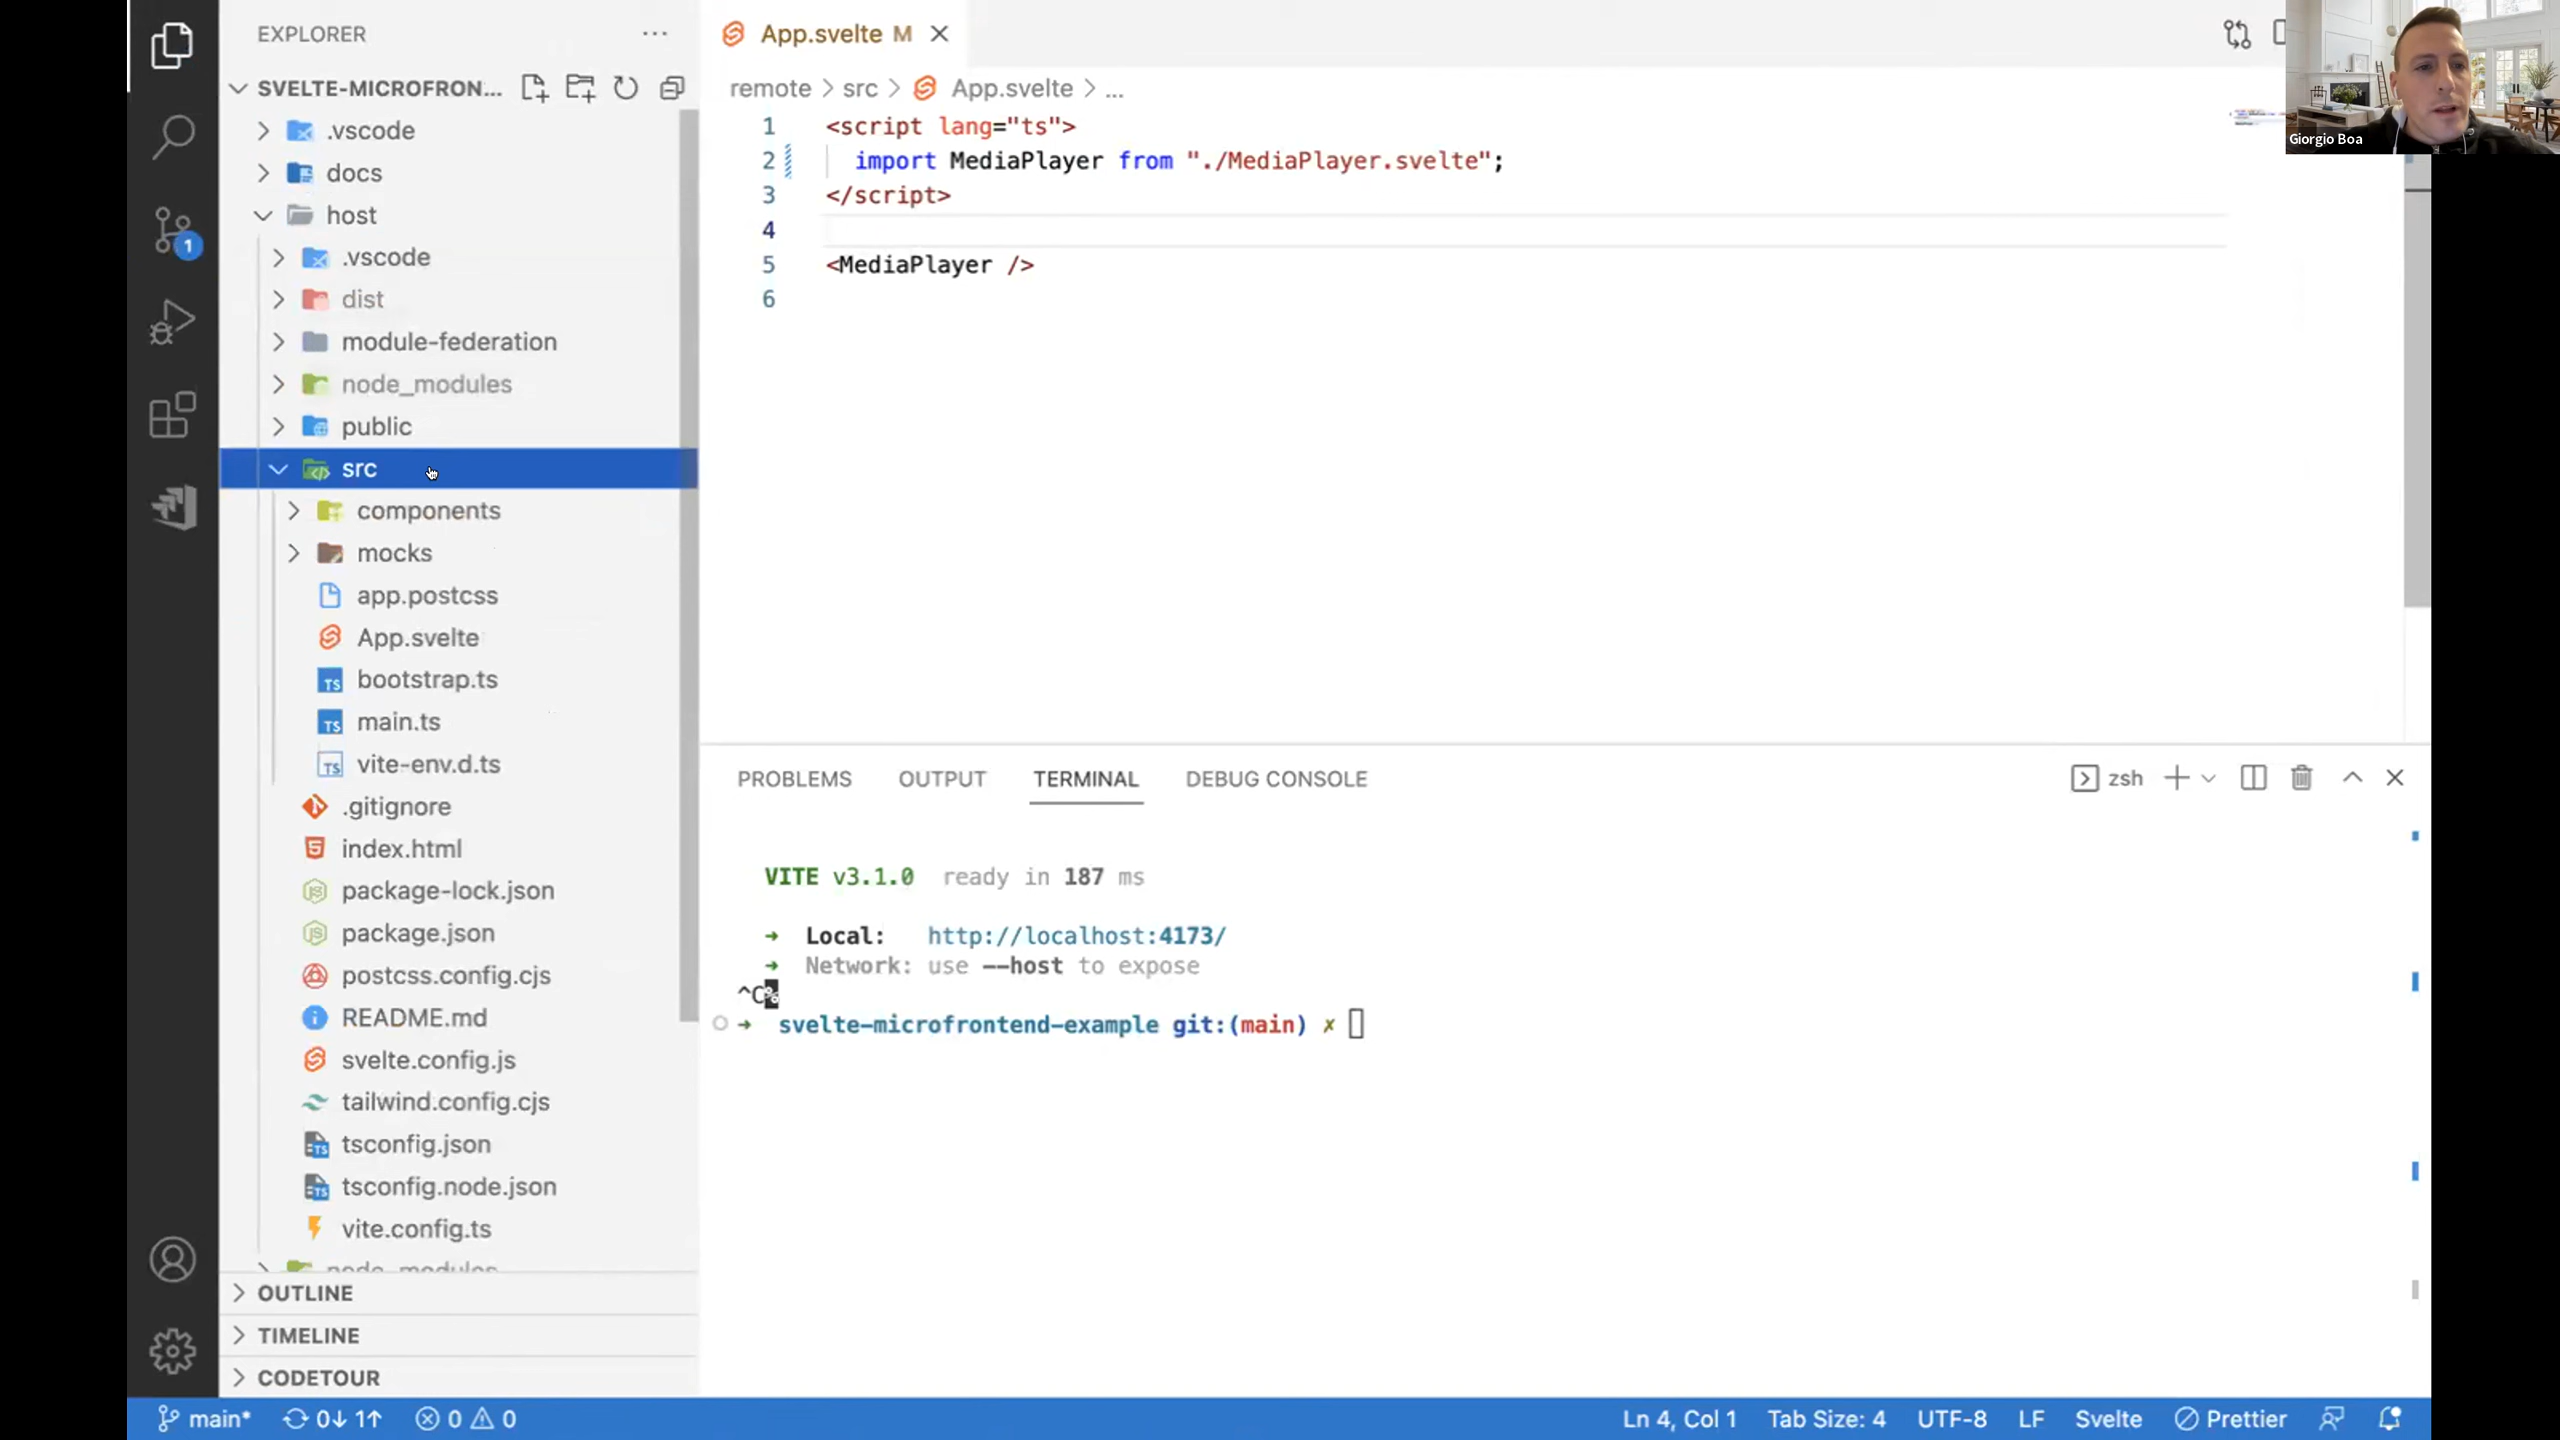 EXPLORER
SVELTE-MICROFRON...
.vscode
docs
host
.vscode
dist
module-federation
node_modules
public
src
components
mocks
app.postcss
App.svelte
TS bootstrap.ts
TS main.ts
TS vite-env.d.ts
.gitignore
index.html
package-lock.json
package.json
postcss.config.cjs
README.md
svelte.config.js
tailwind.config.cjs
tsconfig.json
tsconfig.node.json
vite.config.ts
node_modules
OUTLINE
TIMELINE
CODETOUR
1
App.svelte M
remote > src > App.svelte > ...
1 <script lang="ts">
2 import MediaPlayer from "./MediaPlayer.svelte";
3 </script>
4
5 <MediaPlayer />
6
Giorgio Boa
PROBLEMS OUTPUT TERMINAL DEBUG CONSOLE zsh
VITE v3.1.0 ready in 187 ms
➜ Local: http://localhost:4173/
➜ Network: use --host to expose
^C%
➜ svelte-microfrontend-example git:(main) ✗
main* 0↓ 1↑ 0 0 Ln 4, Col 1 Tab Size: 4 UTF-8 LF Svelte Prettier